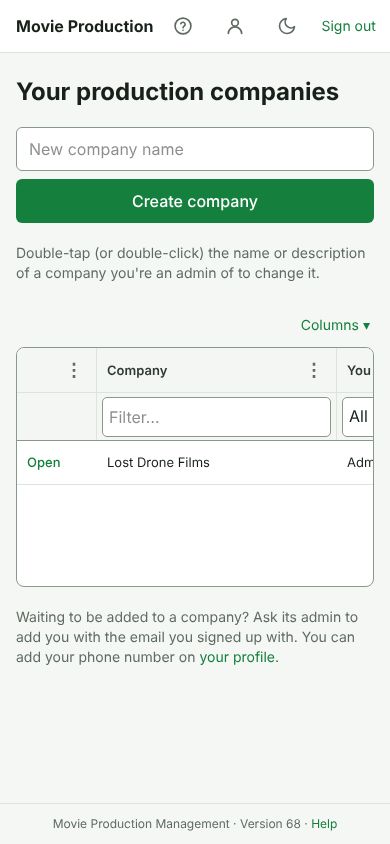 Movie Production
Sign out
Your production companies
New company name
Create company
Double-tap (or double-click) the name or description
of a company you're an admin of to change it.
Columns ▾
Company
You
Filter...
All
Open
Lost Drone Films
Adm
Waiting to be added to a company? Ask its admin to
add you with the email you signed up with. You can
add your phone number on your profile.
Movie Production Management · Version 68 · Help